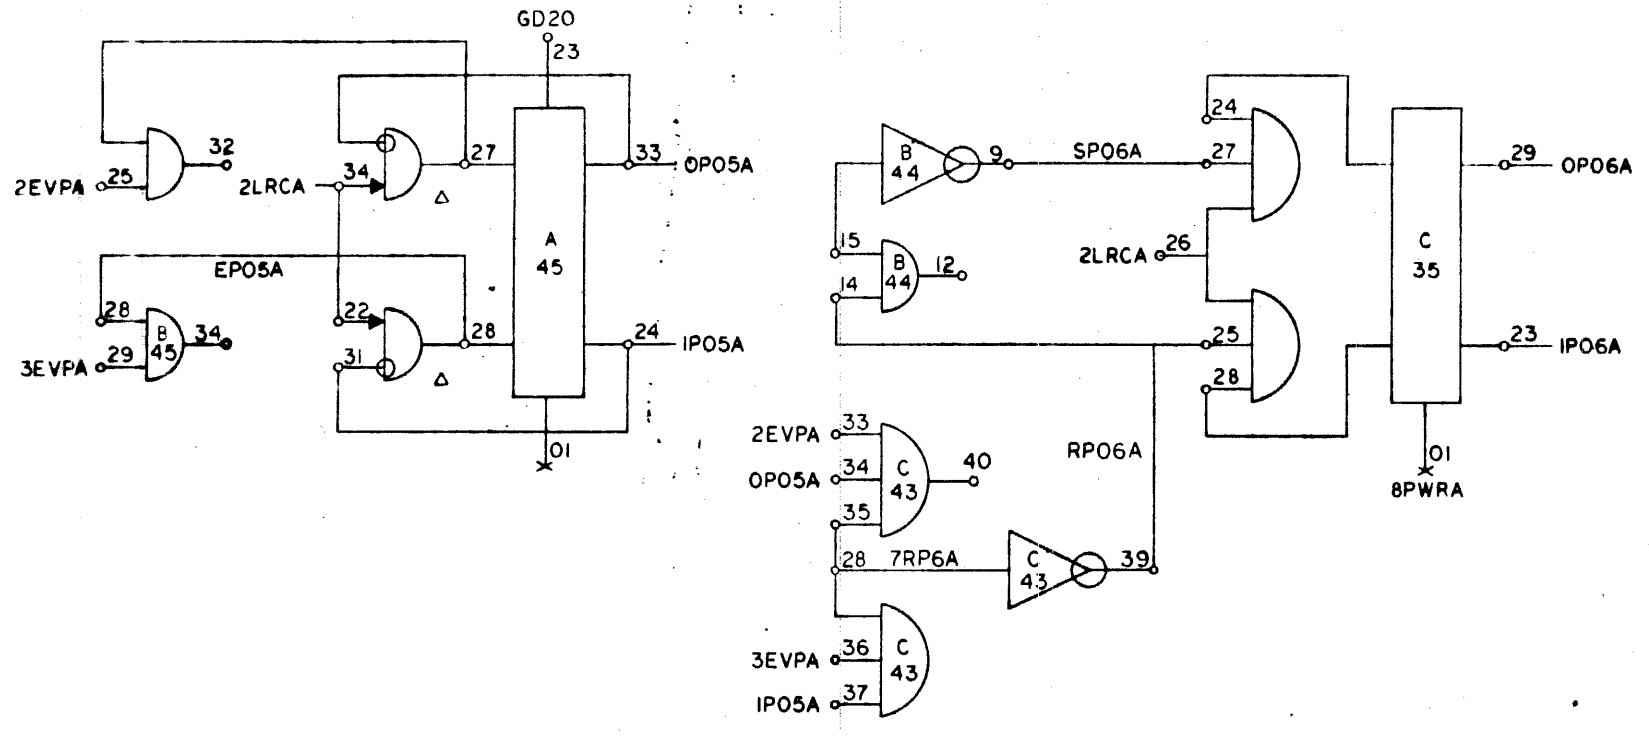 GD20
23
32
25
2EVPA
34
2LRCA
27
33
OPO5A
A
45
EPO5A
28
B
45
34
29
3EVPA
22
31
28
24
IPO5A
O1
B
44
9
SPO6A
24
27
29
OPO6A
15
B
44
12
14
2LRCA
26
C
35
25
28
23
IPO6A
2EVPA
33
OPO5A
34
C
43
40
35
RPO6A
O1
8PWRA
28
7RP6A
C
43
39
3EVPA
36
C
43
IPO5A
37